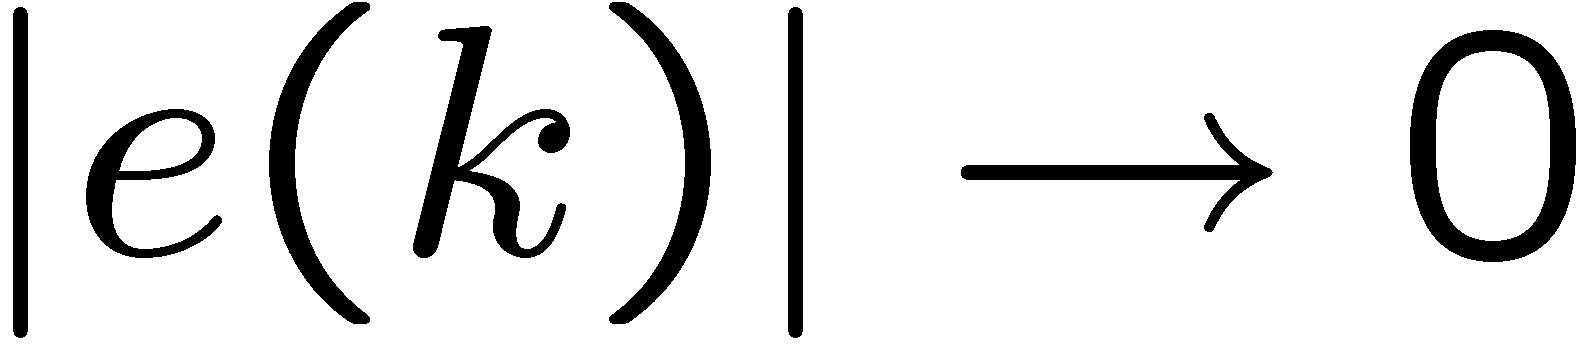 |e(k)| → 0